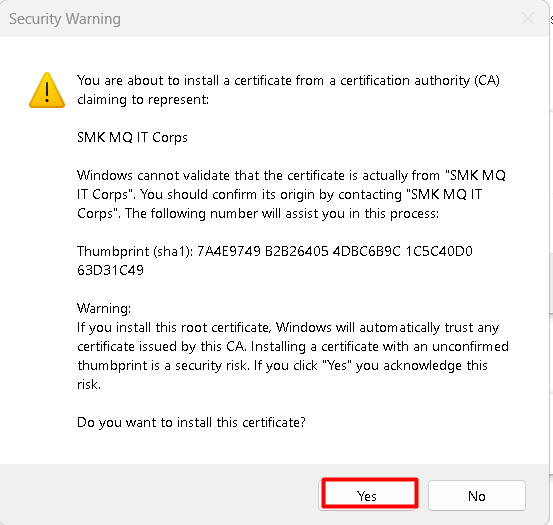 Security Warning
You are about to install a certificate from a certification authority (CA)
claiming to represent:
SMK MQ IT Corps
Windows cannot validate that the certificate is actually from "SMK MQ
IT Corps". You should confirm its origin by contacting "SMK MQ IT
Corps". The following number will assist you in this process:
Thumbprint (sha1): 7A4E9749 B2B26405 4DBC6B9C 1C5C40D0
63D31C49
Warning:
If you install this root certificate, Windows will automatically trust any
certificate issued by this CA. Installing a certificate with an unconfirmed
thumbprint is a security risk. If you click "Yes" you acknowledge this
risk.
Do you want to install this certificate?
Yes No